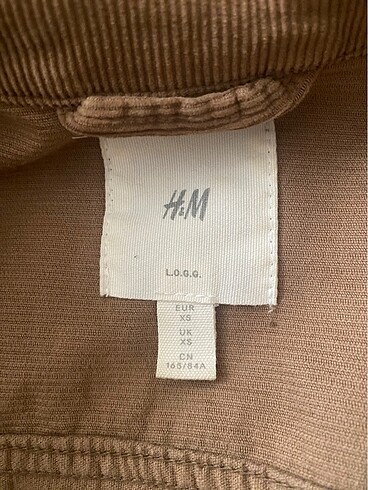 H&M
L.O.G.G.
EUR
XS
UK
XS
CN
165/84A